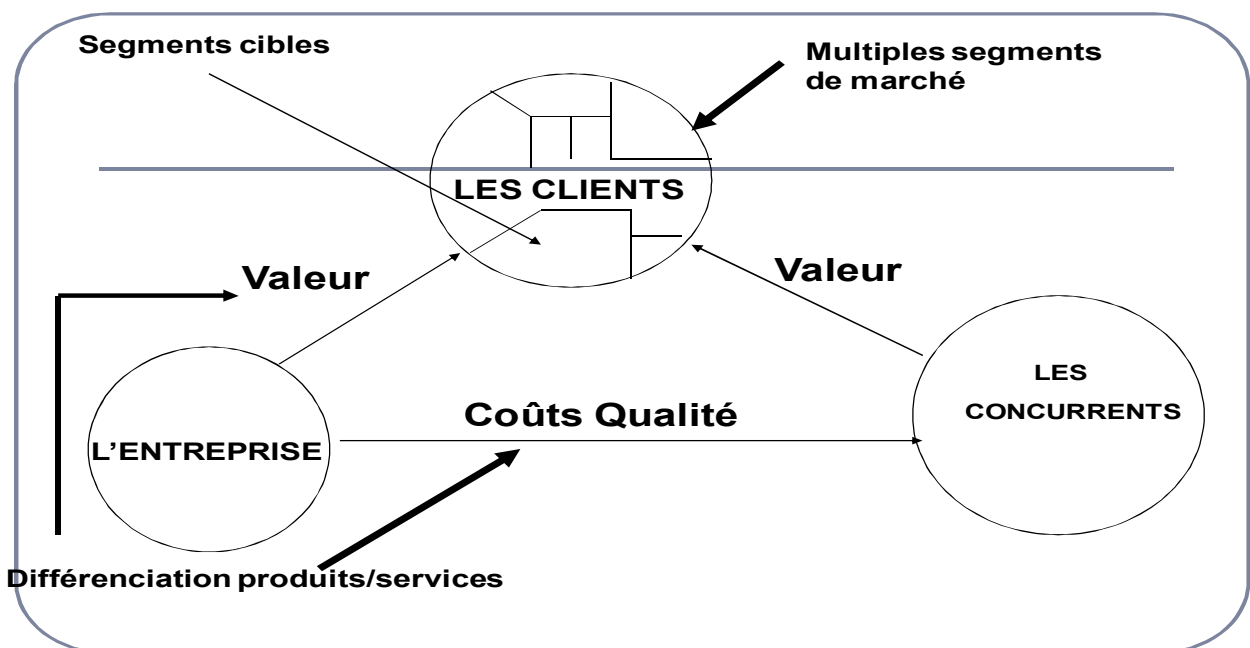 Segments cibles
Multiples segments
de marché
LES CLIENTS
Valeur
Valeur
LES
CONCURRENTS
Coûts Qualité
L’ENTREPRISE
Différenciation produits/services